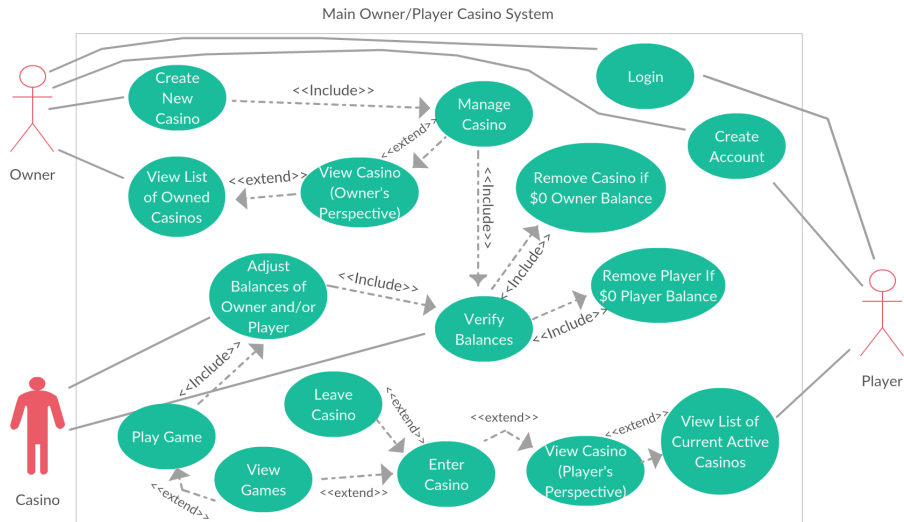 Main Owner/Player Casino System
Login
Create
New
Casino
<<Include>>
Manage
Casino
Create
Account
Owner
<<extend>>
View List
of Owned
Casinos
<<extend>>
View Casino
(Owner's
Perspective)
<<Include>>
Remove Casino if
$0 Owner Balance
<<Include>>
Adjust
Balances of
Owner and/or
Player
<<Include>>
Verify
Balances
Remove Player If
$0 Player Balance
<<Include>>
Player
<<Include>>
Leave
Casino
<<extend>>
<<extend>>
<<extend>>
View List of
Current Active
Casinos
Play Game
View
Games
<<extend>>
Enter
Casino
View Casino
(Player's
Perspective)
<<extend>>
Casino